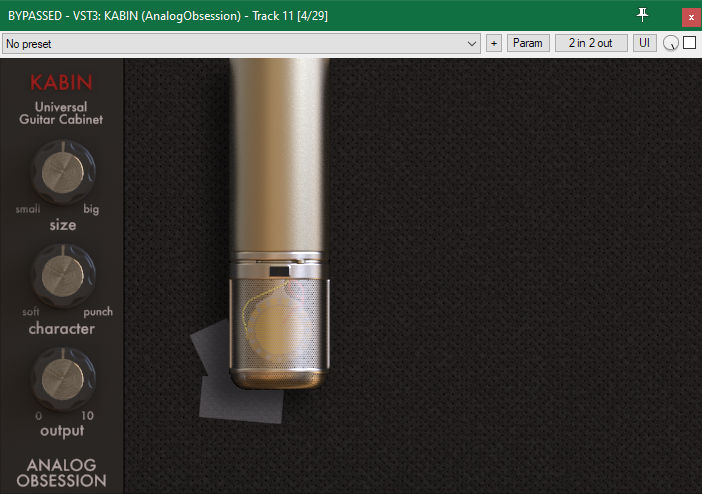 BYPASSED - VST3: KABIN (AnalogObsession) - Track 11 [4/29]
x
No preset
+
Param
2 in 2 out
UI
KABIN
Universal
Guitar Cabinet
small
big
size
soft
punch
character
0
10
output
ANALOG
OBSESSION